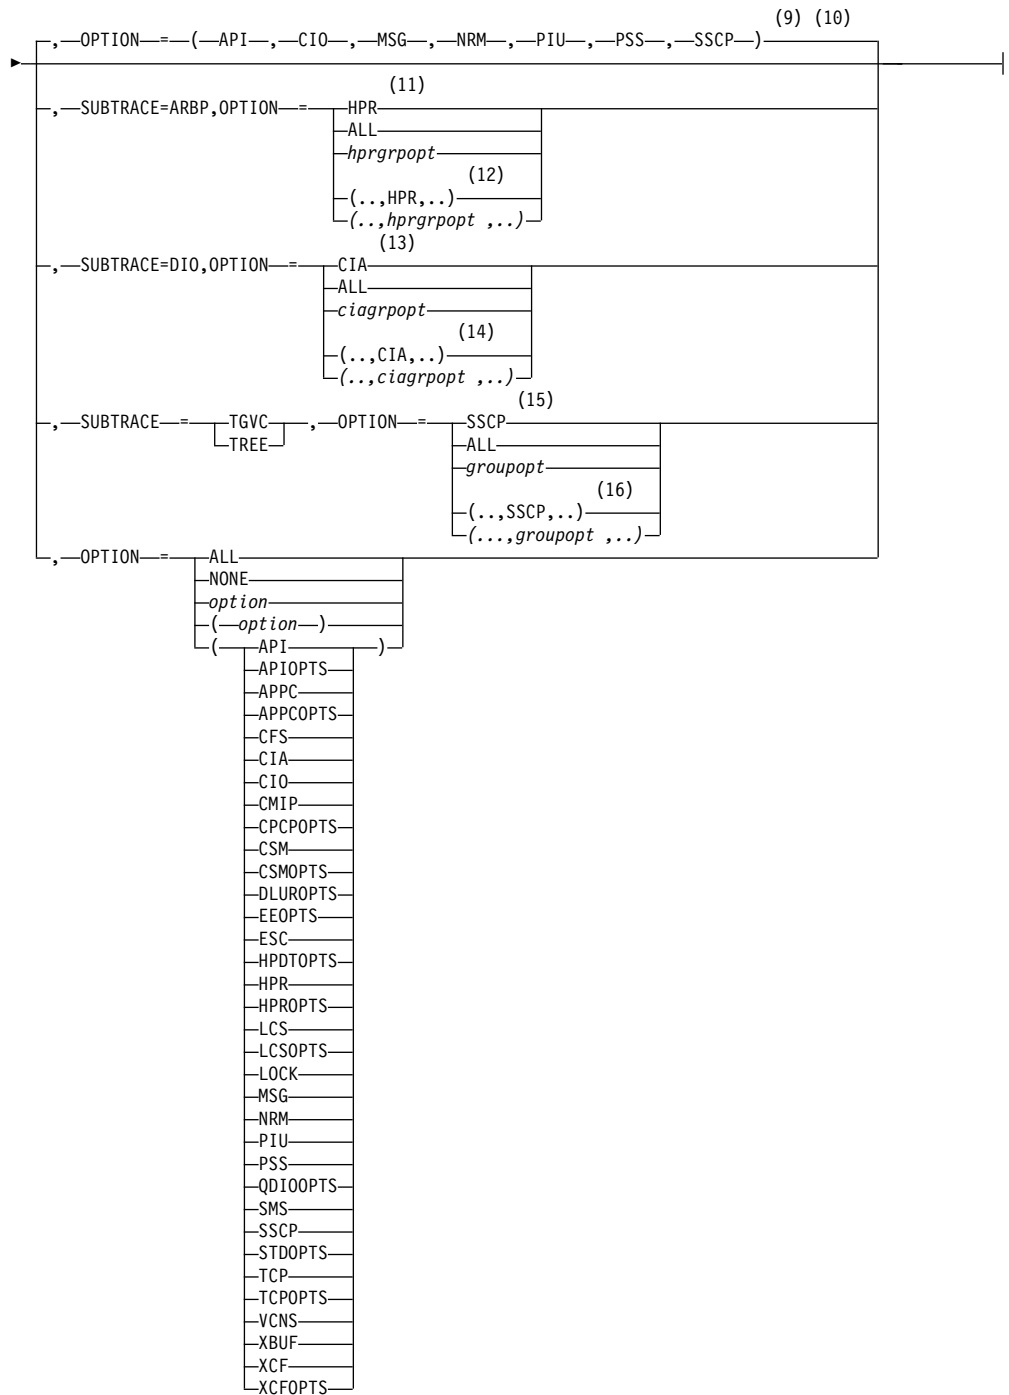 (9) (10)
, OPTION = ( API , CIO , MSG , NRM , PIU , PSS , SSCP )
(11)
, SUBTRACE=ARBP,OPTION = HPR
ALL
hprgrpopt
(12)
(..,HPR,..)
(..,hprgrpopt ,..)
(13)
, SUBTRACE=DIO,OPTION = CIA
ALL
ciagrpopt
(14)
(..,CIA,..)
(..,ciagrpopt ,..)
(15)
, SUBTRACE = TGVC , OPTION = SSCP
TREE ALL
groupopt
(16)
(..,SSCP,..)
(...,groupopt ,..)
, OPTION = ALL
NONE
option
( option )
( API )
APIOPTS
APPC
APPCOPTS
CFS
CIA
CIO
CMIP
CPCPOPTS
CSM
CSMOPTS
DLUROPTS
EEOPTS
ESC
HPDTOPTS
HPR
HPROPTS
LCS
LCSOPTS
LOCK
MSG
NRM
PIU
PSS
QDIOOPTS
SMS
SSCP
STDOPTS
TCP
TCPOPTS
VCNS
XBUF
XCF
XCFOPTS